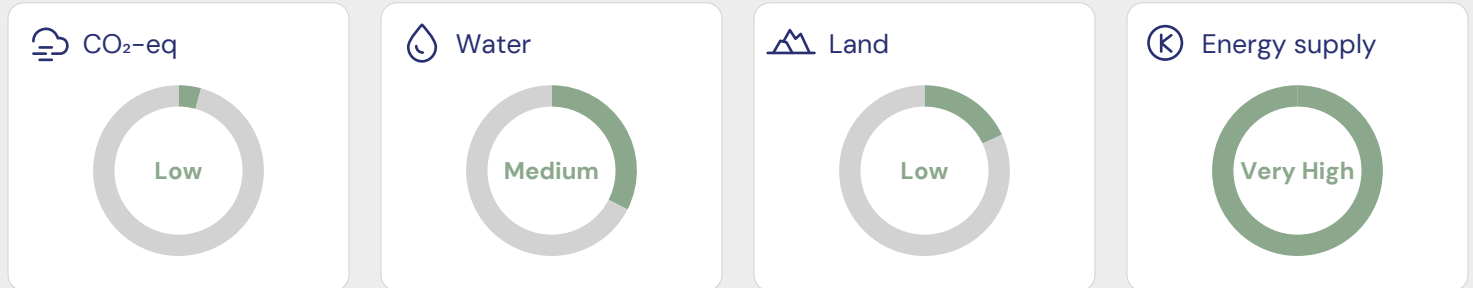 CO₂-eq
Low
Water
Medium
Land
Low
Energy supply
Very High